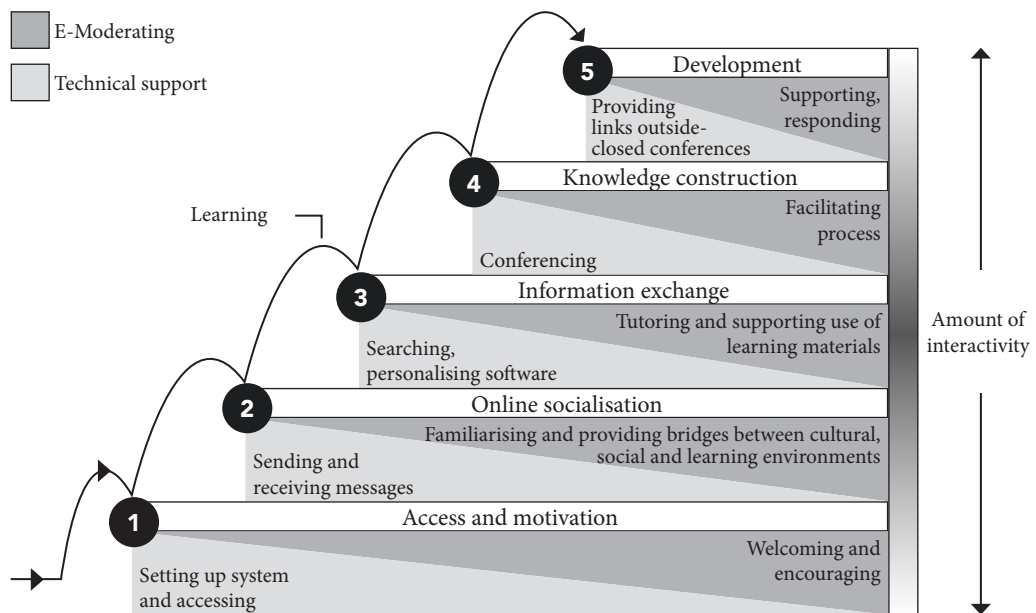 E-Moderating
Technical support
5
Development
Supporting,
responding
Providing
links outside-
closed conferences
4
Knowledge construction
Facilitating
process
Conferencing
Learning
3
Information exchange
Tutoring and supporting use of
learning materials
Searching,
personalising software
Amount of
interactivity
2
Online socialisation
Familiarising and providing bridges between cultural,
social and learning environments
Sending and
receiving messages
1
Access and motivation
Welcoming and
encouraging
Setting up system
and accessing